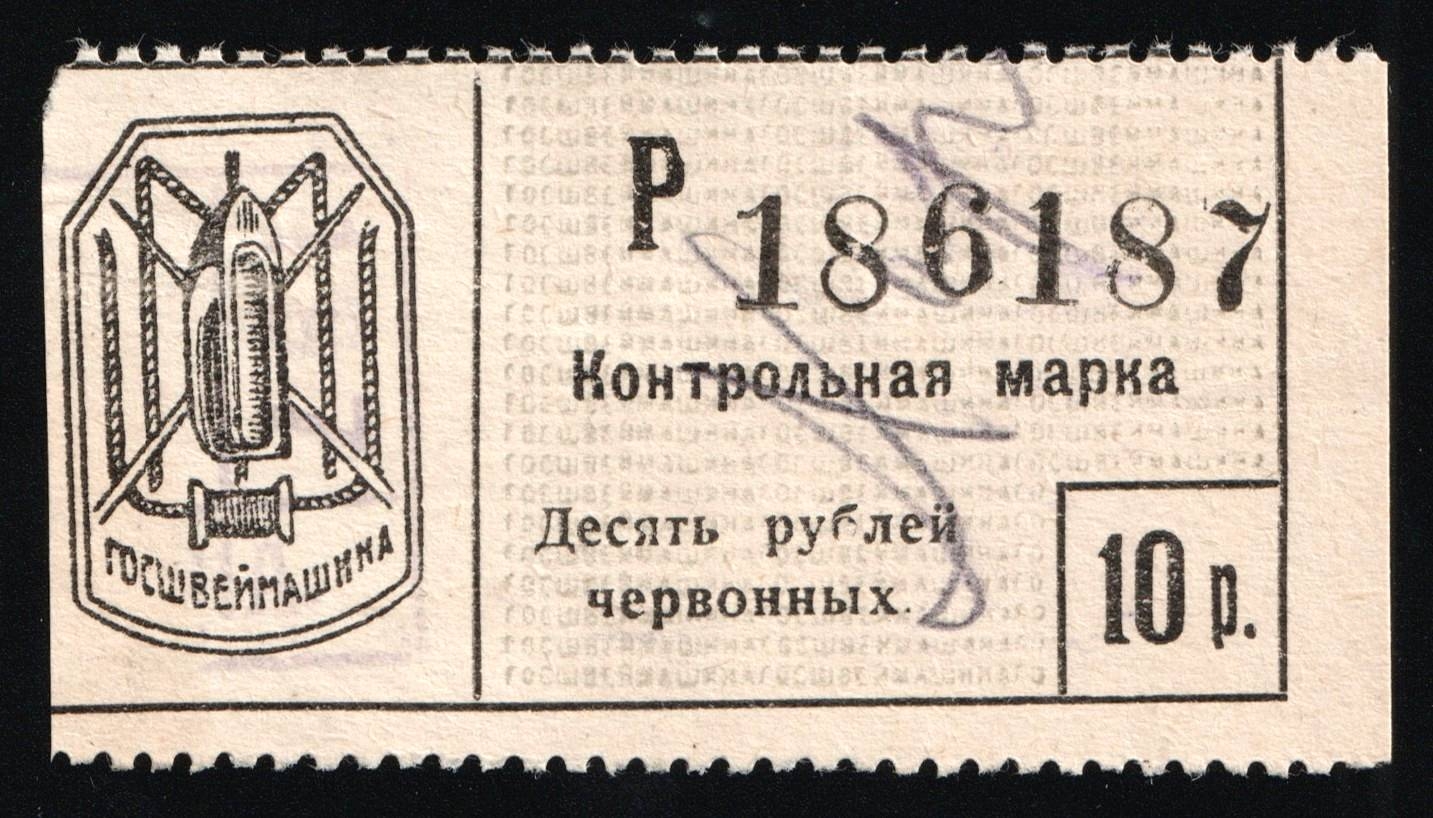 ГОСШВЕЙМАШИНА
Р 186187
Контрольная марка
Десять рублей
червонных.
10 р.